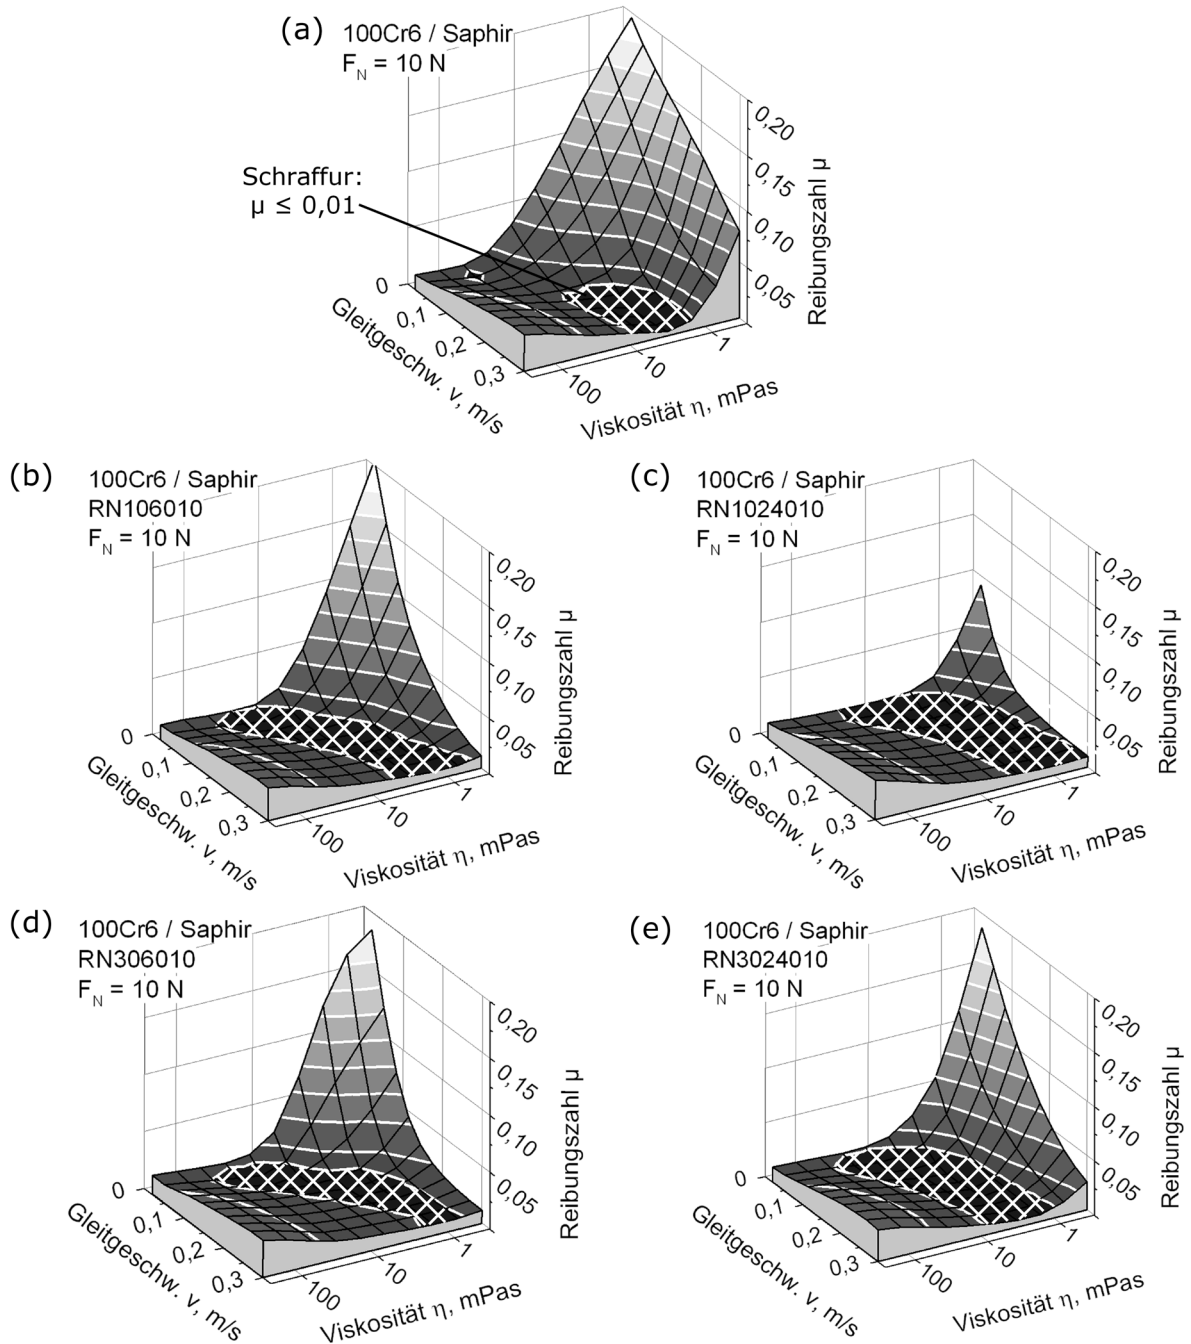 (a)
100Cr6 / Saphir
F_N = 10 N
Schraffur:
μ ≤ 0,01
0,20
0,15
0,10
0,05
Reibungszahl μ
0
0,1
0,2
0,3
Gleitgeschw. v, m/s
100
10
1
Viskosität η, mPas
(b)
100Cr6 / Saphir
RN106010
F_N = 10 N
0,20
0,15
0,10
0,05
Reibungszahl μ
0
0,1
0,2
0,3
Gleitgeschw. v, m/s
100
10
1
Viskosität η, mPas
(c)
100Cr6 / Saphir
RN1024010
F_N = 10 N
0,20
0,15
0,10
0,05
Reibungszahl μ
0
0,1
0,2
0,3
Gleitgeschw. v, m/s
100
10
1
Viskosität η, mPas
(d)
100Cr6 / Saphir
RN306010
F_N = 10 N
0,20
0,15
0,10
0,05
Reibungszahl μ
0
0,1
0,2
0,3
Gleitgeschw. v, m/s
100
10
1
Viskosität η, mPas
(e)
100Cr6 / Saphir
RN3024010
F_N = 10 N
0,20
0,15
0,10
0,05
Reibungszahl μ
0
0,1
0,2
0,3
Gleitgeschw. v, m/s
100
10
1
Viskosität η, mPas